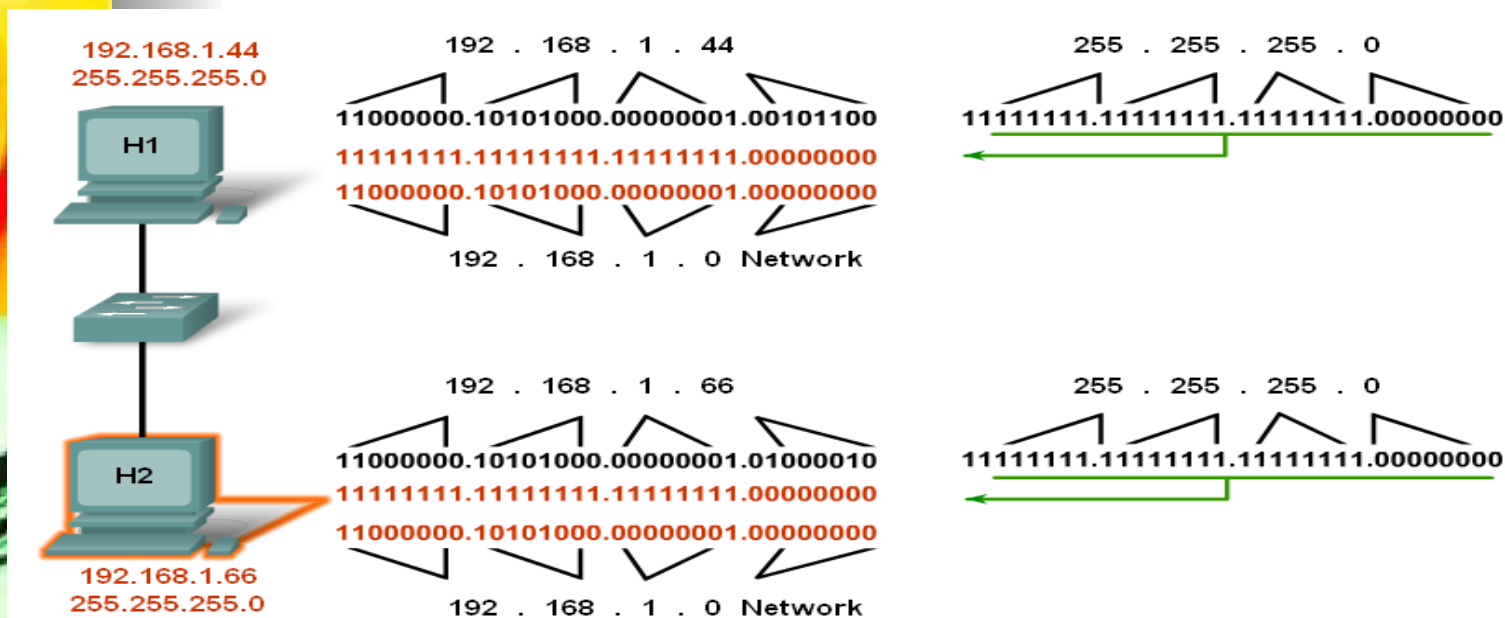 192.168.1.44
255.255.255.0
H1
192 . 168 . 1 . 44
11000000.10101000.00000001.00101100
11111111.11111111.11111111.00000000
11000000.10101000.00000001.00000000
192 . 168 . 1 . 0 Network
255 . 255 . 255 . 0
11111111.11111111.11111111.00000000
H2
192.168.1.66
255.255.255.0
192 . 168 . 1 . 66
11000000.10101000.00000001.01000010
11111111.11111111.11111111.00000000
11000000.10101000.00000001.00000000
192 . 168 . 1 . 0 Network
255 . 255 . 255 . 0
11111111.11111111.11111111.00000000